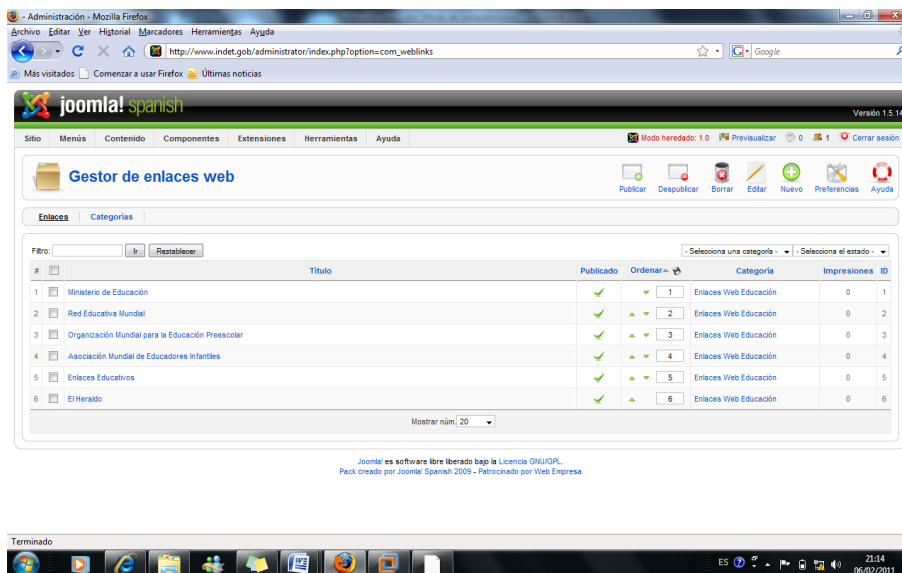 - Administración - Mozilla Firefox
Archivo Editar Ver Historial Marcadores Herramientas Ayuda
http://www.indet.gob/administrator/index.php?option=com_weblinks
G Google
Más visitados Comenzar a usar Firefox Últimas noticias
joomla! spanish
Versión 1.5.14
Sitio Menús Contenido Componentes Extensiones Herramientas Ayuda Modo heredado: 1.0 Previsualizar 0 1 Cerrar sesión
Gestor de enlaces web
Publicar Despublicar Borrar Editar Nuevo Preferencias Ayuda
Enlaces Categorías
Filtro: Ir Restablecer - Selecciona una categoría - - Selecciona el estado -
# Título Publicado Ordenar Categoría Impresiones ID
1 Ministerio de Educación 1 Enlaces Web Educación 0 1
2 Red Educativa Mundial 2 Enlaces Web Educación 0 2
3 Organización Mundial para la Educación Preescolar 3 Enlaces Web Educación 0 3
4 Asociación Mundial de Educadores Infantiles 4 Enlaces Web Educación 0 4
5 Enlaces Educativos 5 Enlaces Web Educación 0 5
6 El Heraldo 6 Enlaces Web Educación 0 6
Mostrar núm. 20
Joomla! es software libre liberado bajo la Licencia GNU/GPL.
Pack creado por Joomla! Spanish 2009 - Patrocinado por Web Empresa
Terminado
ES 21:14
06/02/2011